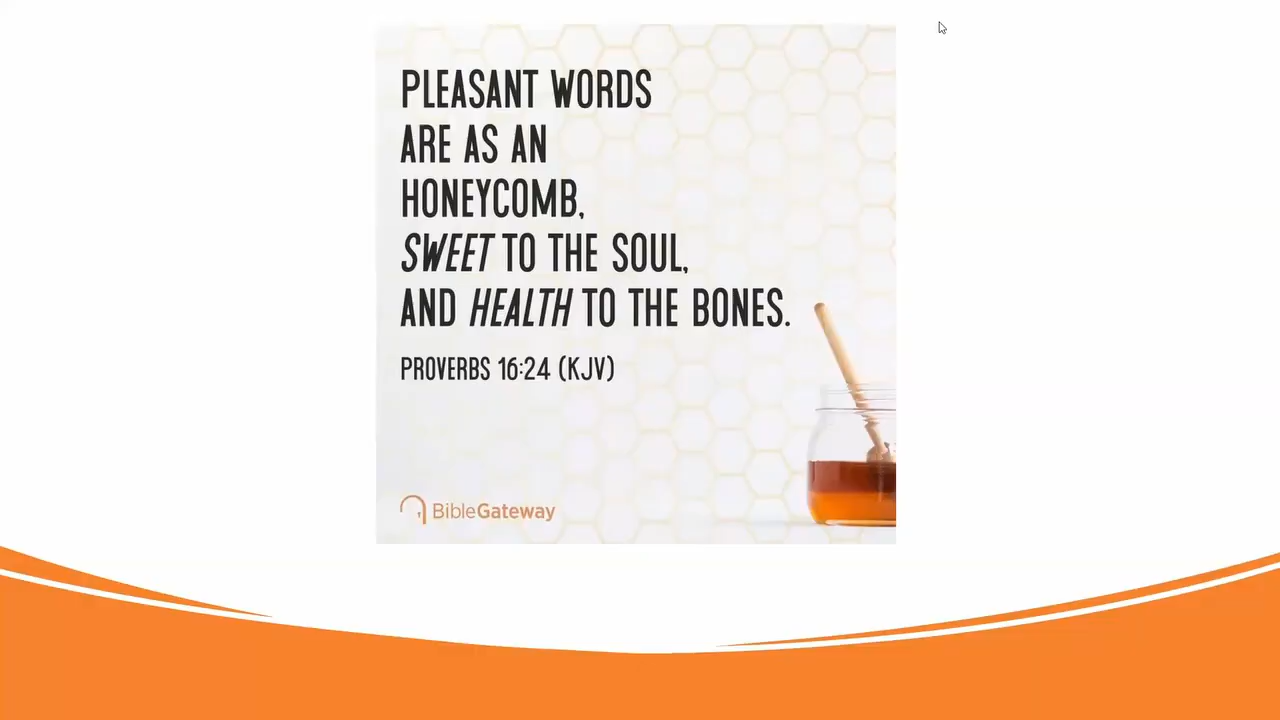 PLEASANT WORDS
ARE AS AN
HONEYCOMB,
SWEET TO THE SOUL,
AND HEALTH TO THE BONES.
PROVERBS 16:24 (KJV)
BibleGateway